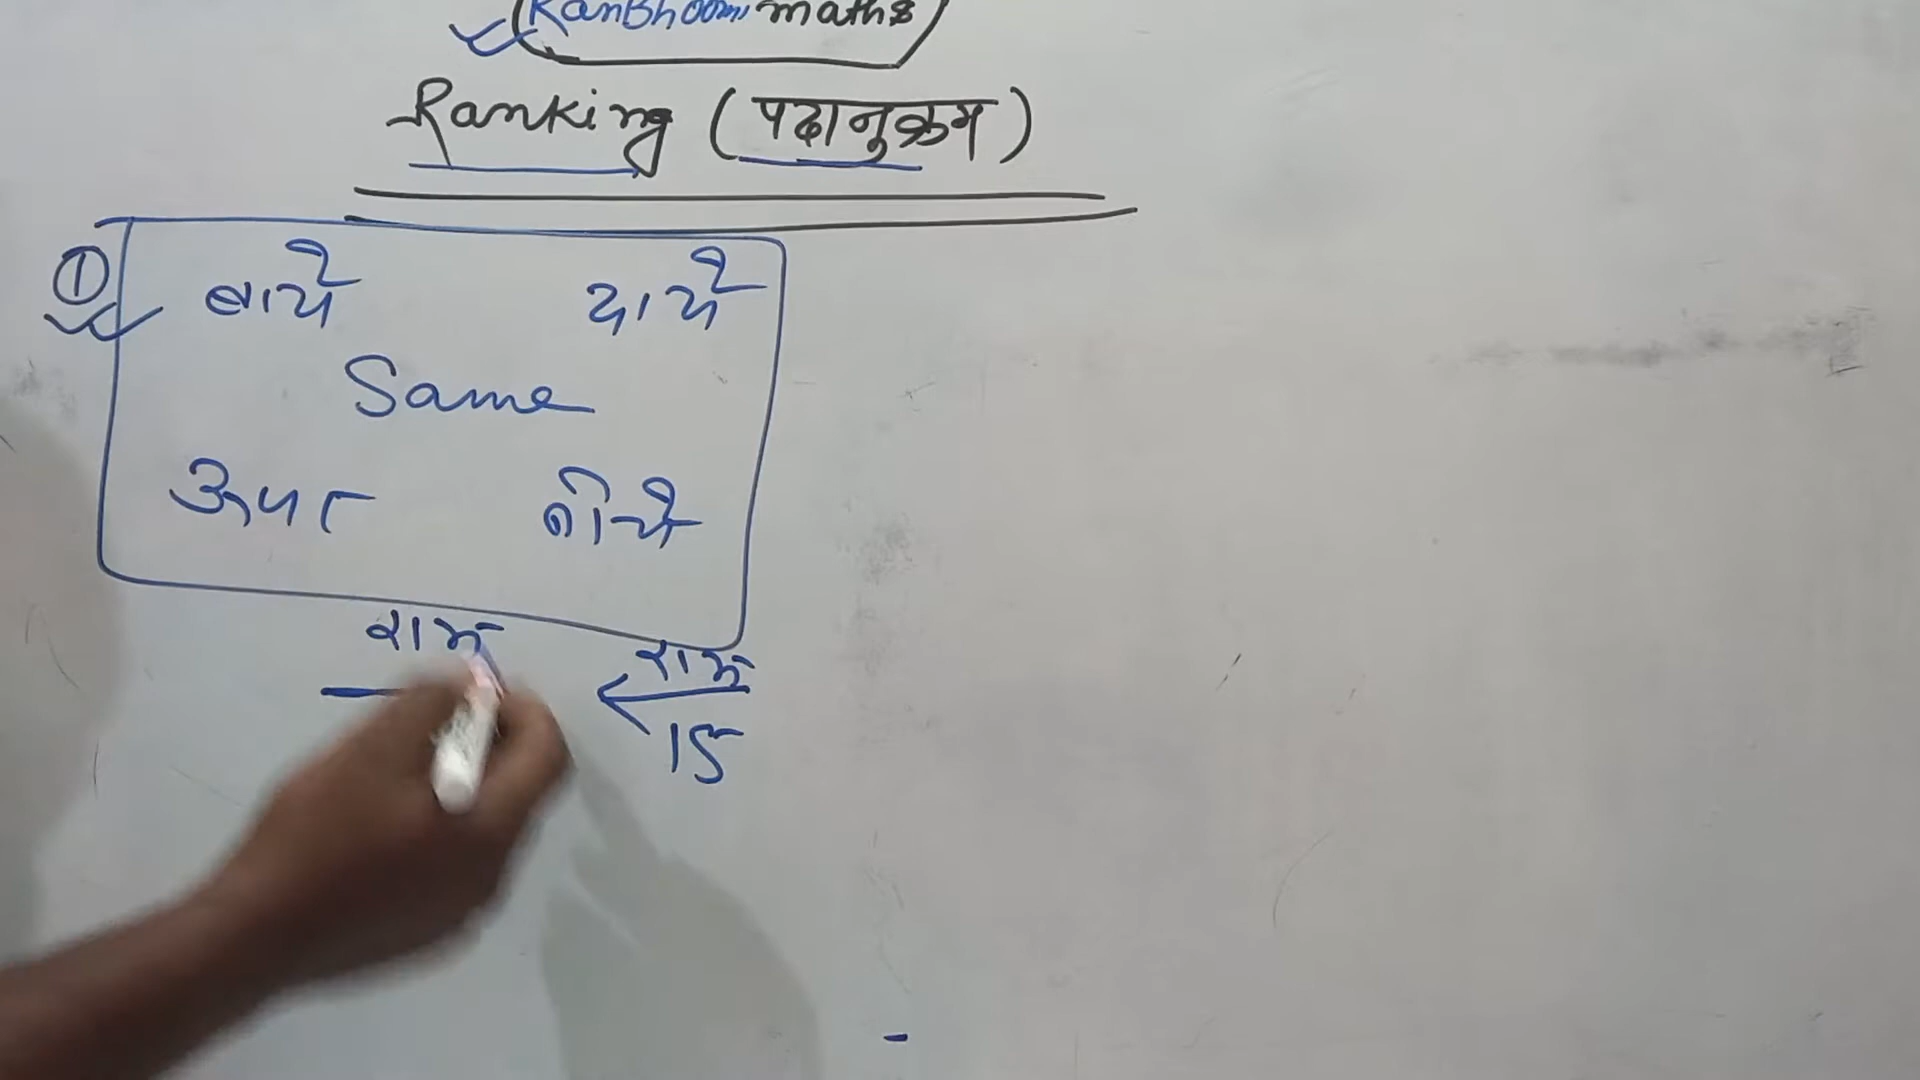 (RanBhoomi maths)
Ranking (पदानुक्रम)
① बायें दायें
Same
ऊपर नीचे
राम राम
15